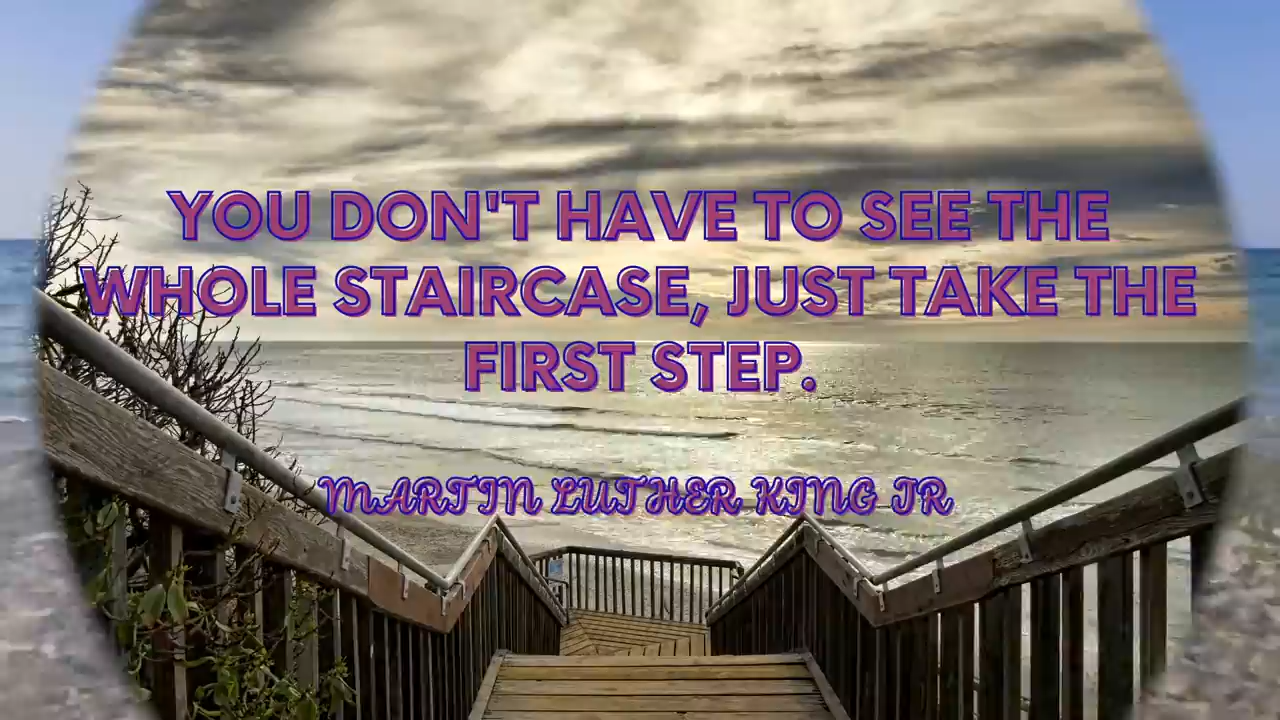 YOU DON'T HAVE TO SEE THE
WHOLE STAIRCASE, JUST TAKE THE
FIRST STEP.
MARTIN LUTHER KING JR